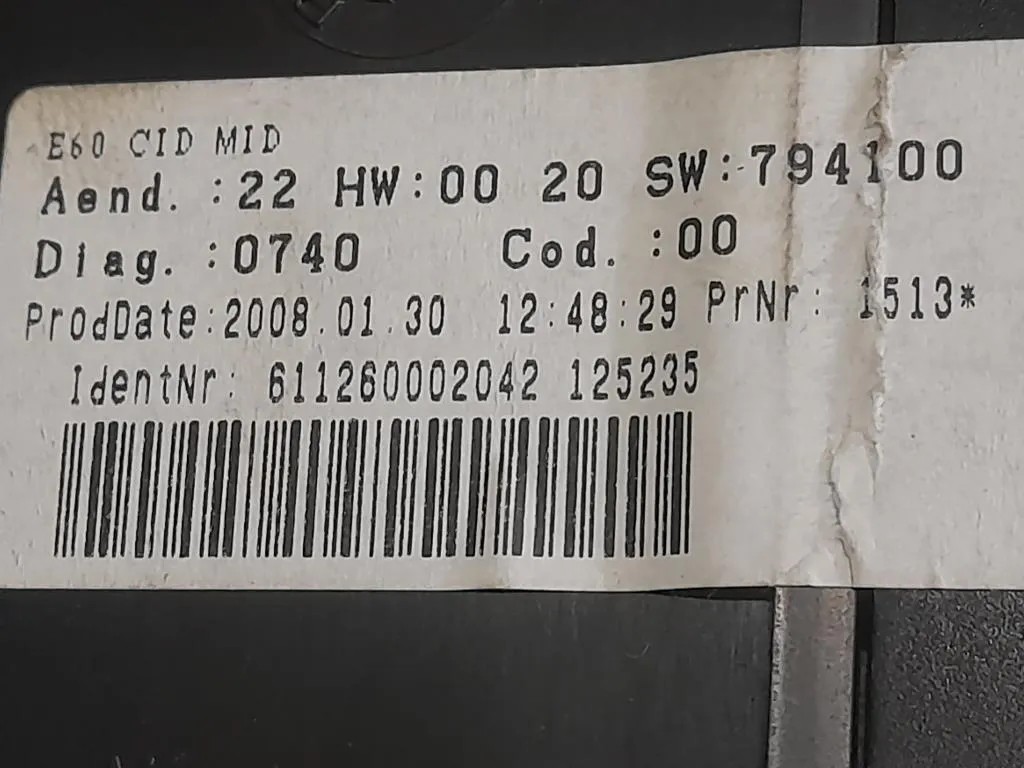 E60 CID MID
Aend. :22 HW:00 20 SW:794100
Diag. :0740 Cod. :00
ProdDate:2008.01.30 12:48:29 PrNr: 1513*
IdentNr: 611260002042 125235